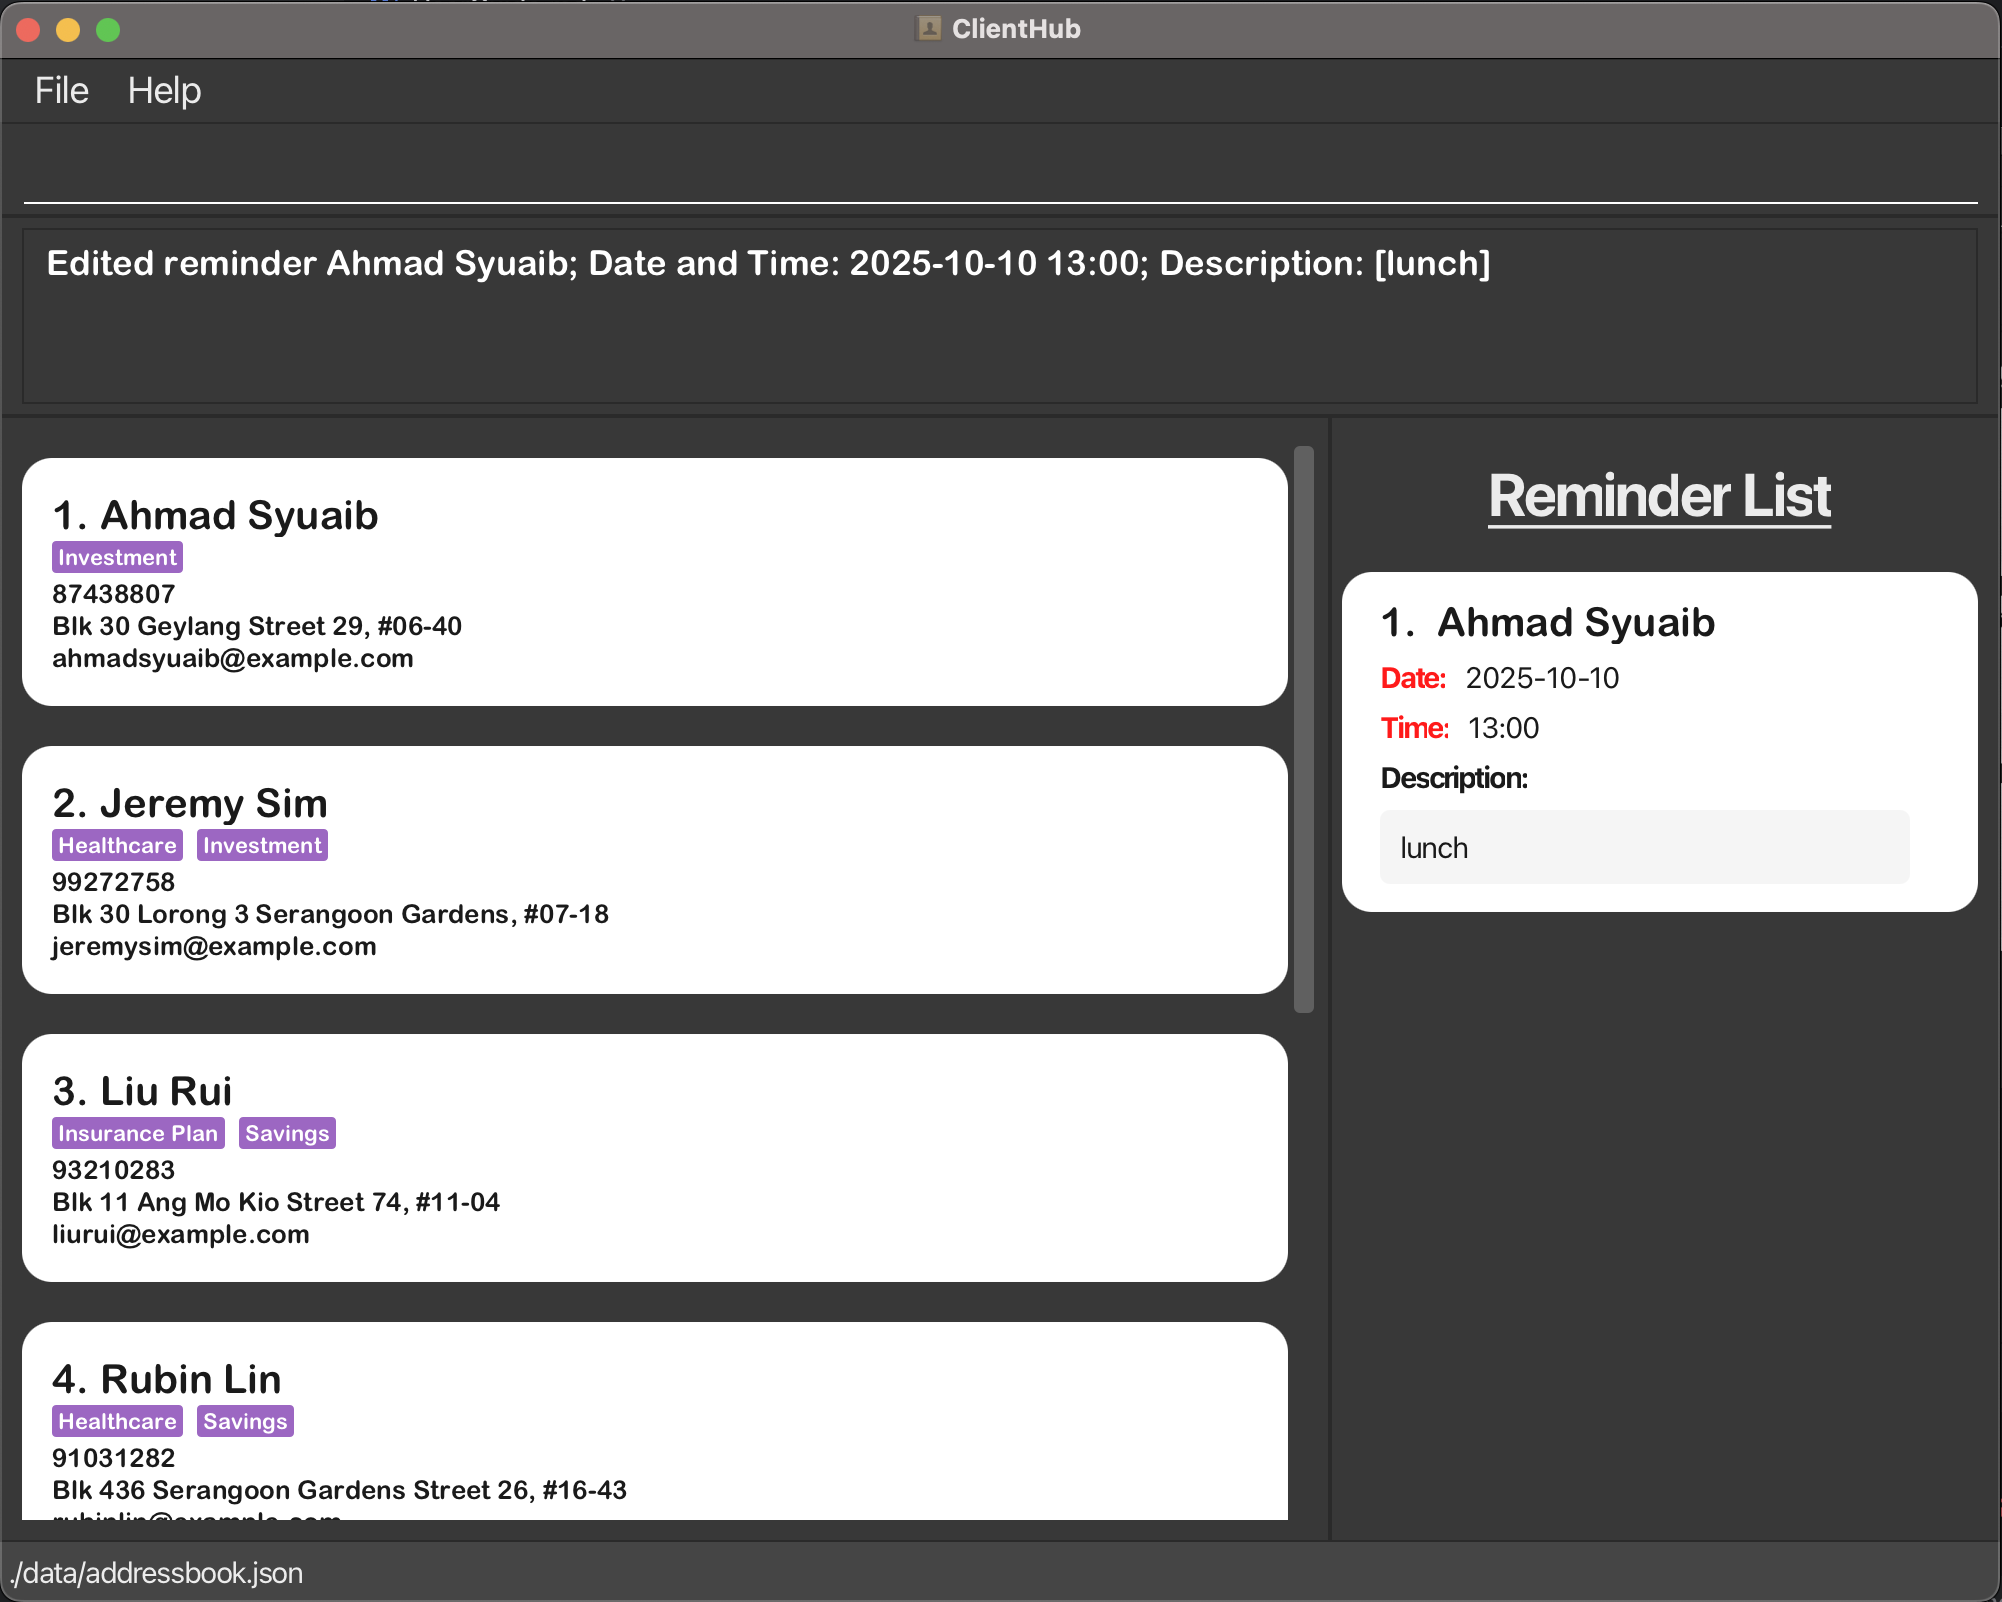 ClientHub
File Help
Edited reminder Ahmad Syuaib; Date and Time: 2025-10-10 13:00; Description: [lunch]
1. Ahmad Syuaib
Investment
87438807
Blk 30 Geylang Street 29, #06-40
ahmadsyuaib@example.com
2. Jeremy Sim
Healthcare Investment
99272758
Blk 30 Lorong 3 Serangoon Gardens, #07-18
jeremysim@example.com
3. Liu Rui
Insurance Plan Savings
93210283
Blk 11 Ang Mo Kio Street 74, #11-04
liurui@example.com
4. Rubin Lin
Healthcare Savings
91031282
Blk 436 Serangoon Gardens Street 26, #16-43
rubinlin@example.com
Reminder List
1. Ahmad Syuaib
Date: 2025-10-10
Time: 13:00
Description:
lunch
./data/addressbook.json